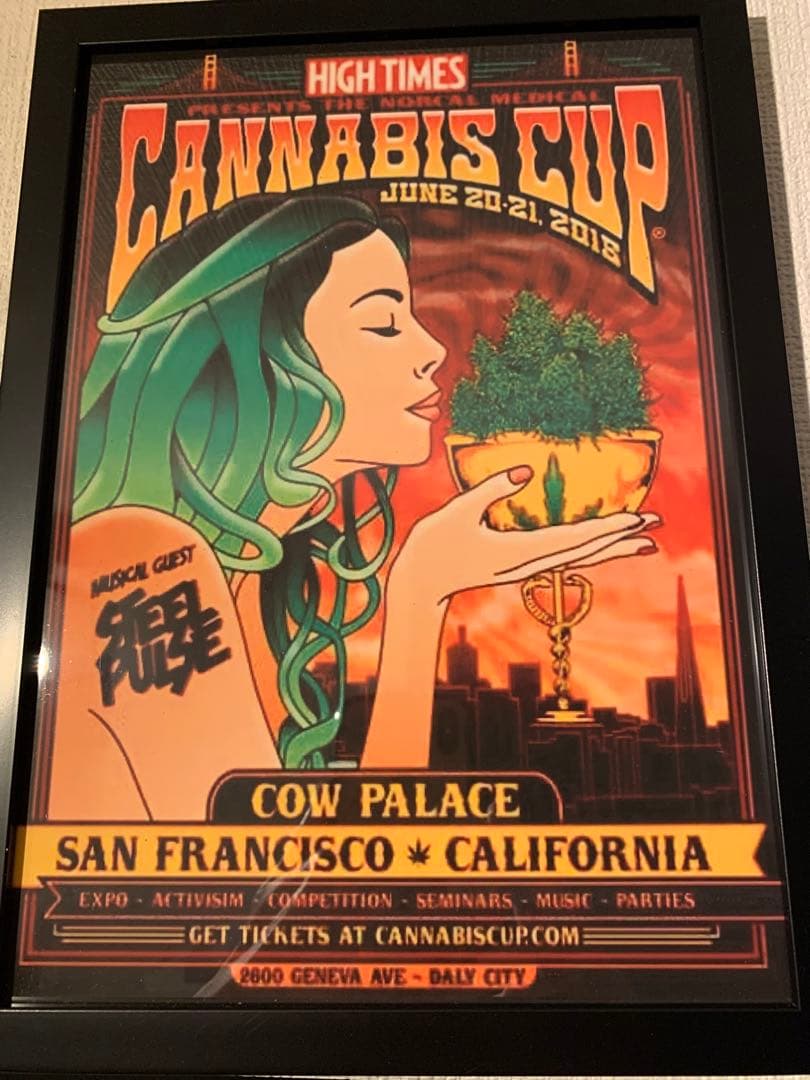 HIGH TIMES
PRESENTS THE NORCAL MEDICAL
CANNABIS CUP
®
JUNE 20-21, 2015
MUSICAL GUEST
STEEL
PULSE
COW PALACE
SAN FRANCISCO CALIFORNIA
EXPO - ACTIVISIM - COMPETITION - SEMINARS - MUSIC - PARTIES
GET TICKETS AT CANNABISCUP.COM
2600 GENEVA AVE ~ DALY CITY